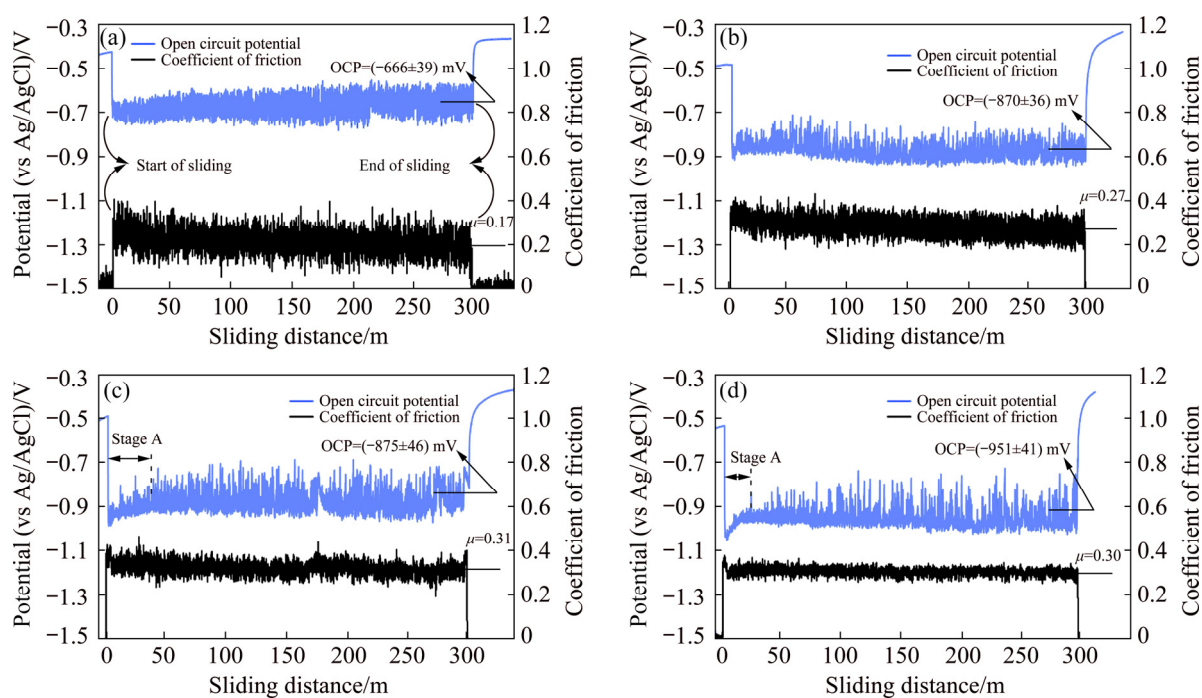 (a)
Open circuit potential
Coefficient of friction
OCP=(−666±39) mV
Start of sliding
End of sliding
μ=0.17
−0.3
−0.5
−0.7
−0.9
−1.1
−1.3
−1.5
1.2
1.0
0.8
0.6
0.4
0.2
0
0 50 100 150 200 250 300
Potential (vs Ag/AgCl)/V
Coefficient of friction
Sliding distance/m
(b)
Open circuit potential
Coefficient of friction
OCP=(−870±36) mV
μ=0.27
−0.3
−0.5
−0.7
−0.9
−1.1
−1.3
−1.5
1.2
1.0
0.8
0.6
0.4
0.2
0
0 50 100 150 200 250 300
Potential (vs Ag/AgCl)/V
Coefficient of friction
Sliding distance/m
(c)
Open circuit potential
Coefficient of friction
Stage A
OCP=(−875±46) mV
μ=0.31
−0.3
−0.5
−0.7
−0.9
−1.1
−1.3
−1.5
1.2
1.0
0.8
0.6
0.4
0.2
0
0 50 100 150 200 250 300
Potential (vs Ag/AgCl)/V
Coefficient of friction
Sliding distance/m
(d)
Open circuit potential
Coefficient of friction
Stage A
OCP=(−951±41) mV
μ=0.30
−0.3
−0.5
−0.7
−0.9
−1.1
−1.3
−1.5
1.2
1.0
0.8
0.6
0.4
0.2
0
0 50 100 150 200 250 300
Potential (vs Ag/AgCl)/V
Coefficient of friction
Sliding distance/m